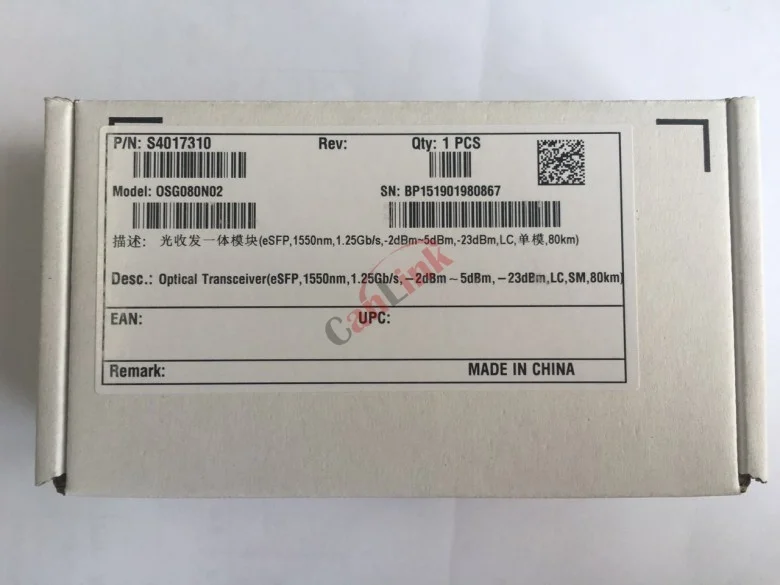 P/N: S4017310 Rev: Qty: 1 PCS
Model: OSG080N02 SN: BP151901980867
描述: 光收发一体模块(eSFP,1550nm,1.25Gb/s,-2dBm~5dBm,-23dBm,LC,单模,80km)
Desc.: Optical Transceiver(eSFP,1550nm,1.25Gb/s,－2dBm～5dBm,－23dBm,LC,SM,80km)
CanLink
EAN: UPC:
Remark: MADE IN CHINA